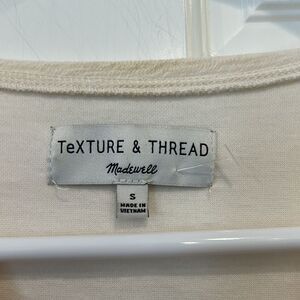 TeXTURE & THREAD
Madewell
S
MADE IN
VIETNAM